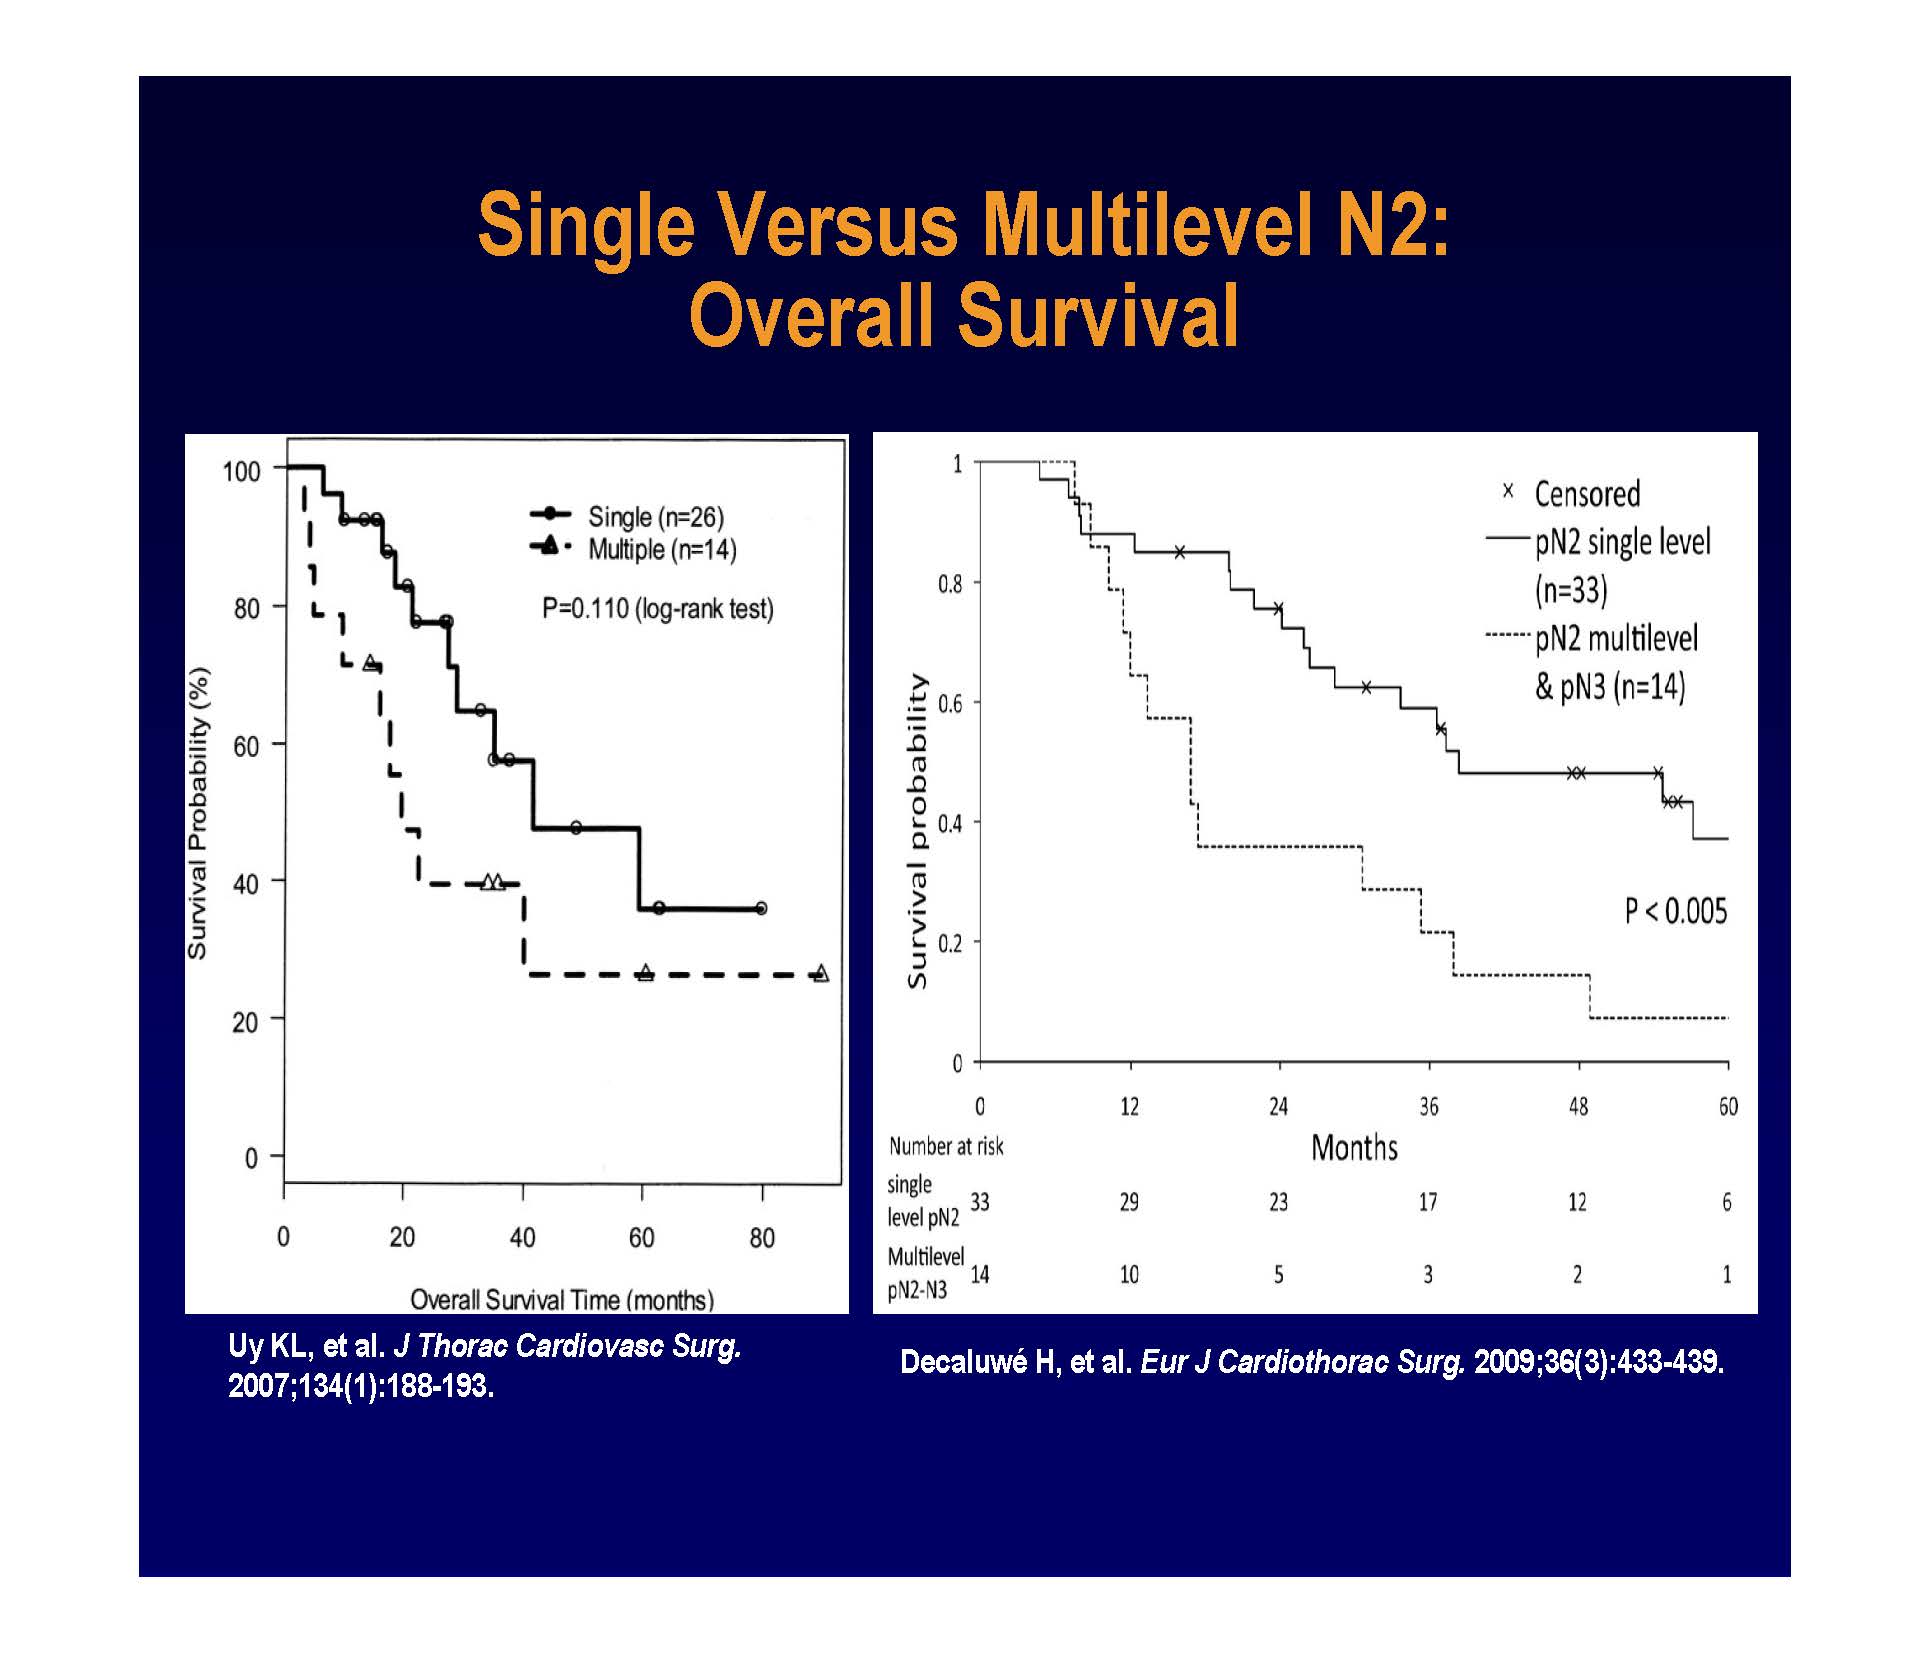 Single Versus Multilevel N2:
Overall Survival
100
80
60
40
20
0
Survival Probability (%)
Single (n=26)
Multiple (n=14)
P=0.110 (log-rank test)
0 20 40 60 80
Overall Survival Time (months)
1
0.8
0.6
0.4
0.2
0
Survival probability
Censored
pN2 single level
(n=33)
pN2 multilevel
& pN3 (n=14)
P < 0.005
0 12 24 36 48 60
Number at risk
Months
single
level pN2 33 29 23 17 12 6
Multilevel
pN2-N3 14 10 5 3 2 1
Uy KL, et al. J Thorac Cardiovasc Surg.
2007;134(1):188-193.
Decaluwé H, et al. Eur J Cardiothorac Surg. 2009;36(3):433-439.